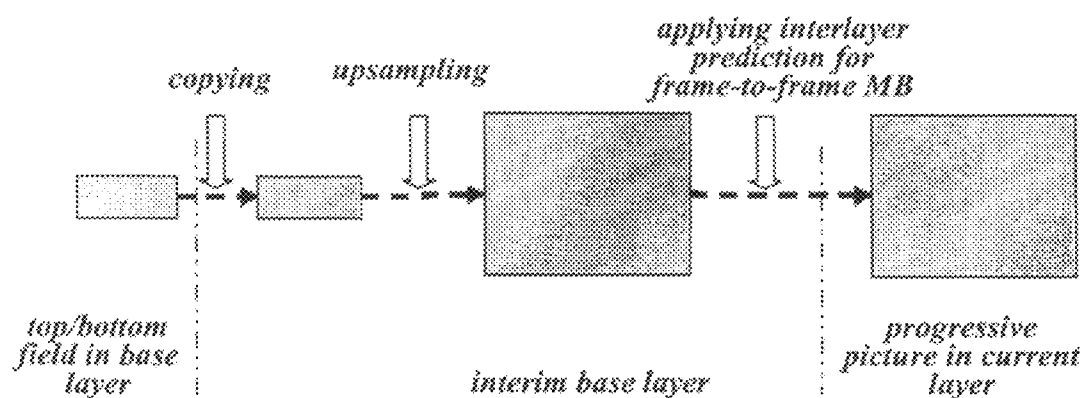 copying
upsampling
applying interlayer
prediction for
frame-to-frame MB
top/bottom
field in base
layer
interim base layer
progressive
picture in current
layer